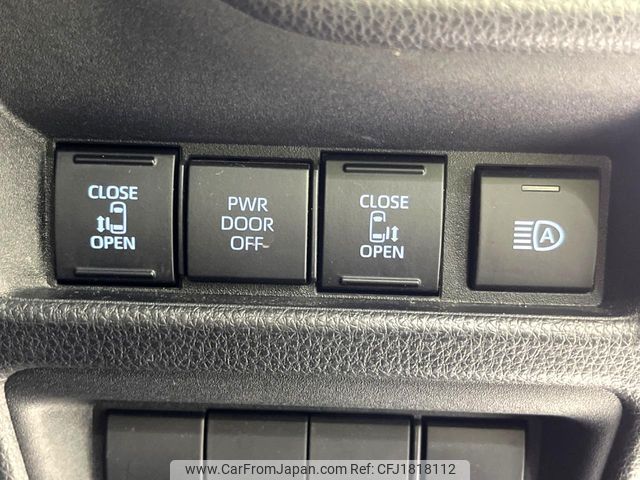 CLOSE
OPEN
PWR
DOOR
OFF
CLOSE
OPEN
A
www.CarFromJapan.com Ref:CFJ1818112